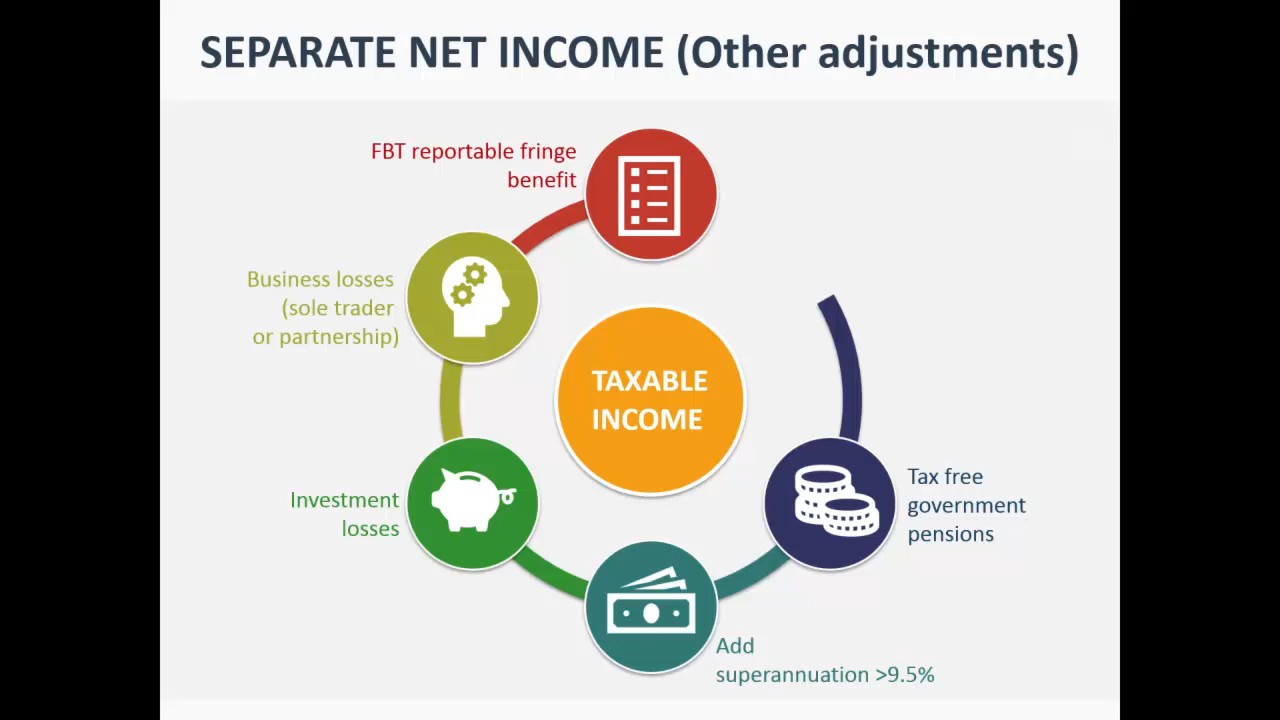 SEPARATE NET INCOME (Other adjustments)
FBT reportable fringe
benefit
Business losses
(sole trader
or partnership)
TAXABLE
INCOME
Investment
losses
Tax free
government
pensions
Add
superannuation >9.5%